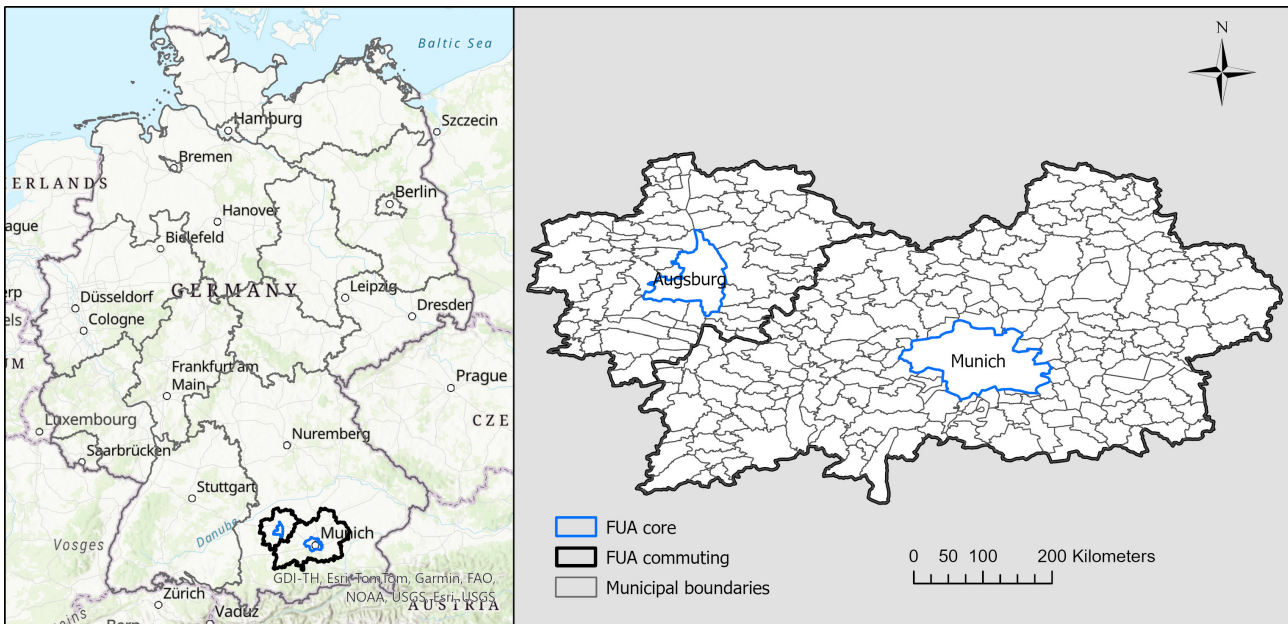 Baltic Sea
Hamburg
Szczecin
Bremen
ERLANDS
Berlin
Hanover
ague
Bielefeld
GERMANY
Leipzig
erp
Düsseldorf
Dresden
els
Cologne
UM
Frankfurt am
Main
Prague
Luxembourg
CZE
Nuremberg
Saarbrücken
Stuttgart
Danube
Munich
Vosges
GDI-TH, Esri, TomTom, Garmin, FAO,
NOAA, USGS, Esri, USGS
AUSTRIA
Zürich
Vaduz
Bern
N
Augsburg
Munich
FUA core
FUA commuting
Municipal boundaries
0 50 100 200 Kilometers